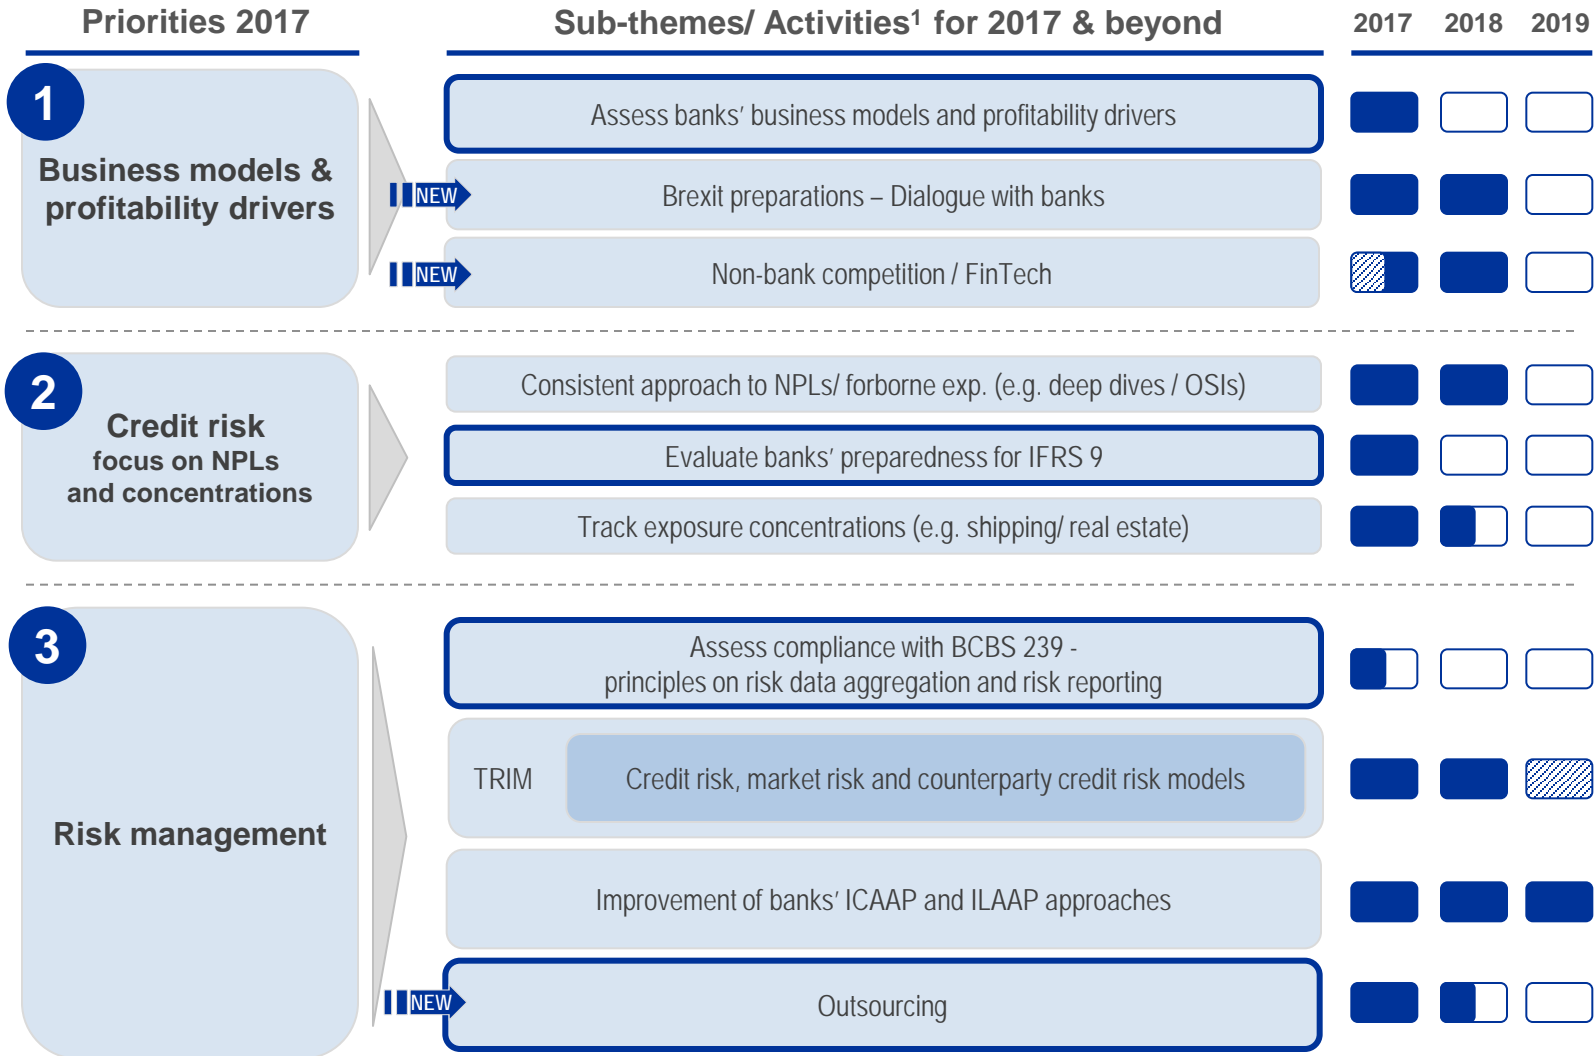 Priorities 2017
Sub-themes/ Activities¹ for 2017 & beyond
2017 2018 2019
1
Business models &
profitability drivers
Assess banks’ business models and profitability drivers
NEW
Brexit preparations – Dialogue with banks
NEW
Non-bank competition / FinTech
2
Credit risk
focus on NPLs
and concentrations
Consistent approach to NPLs/ forborne exp. (e.g. deep dives / OSIs)
Evaluate banks’ preparedness for IFRS 9
Track exposure concentrations (e.g. shipping/ real estate)
3
Risk management
Assess compliance with BCBS 239 -
principles on risk data aggregation and risk reporting
TRIM
Credit risk, market risk and counterparty credit risk models
Improvement of banks’ ICAAP and ILAAP approaches
NEW
Outsourcing